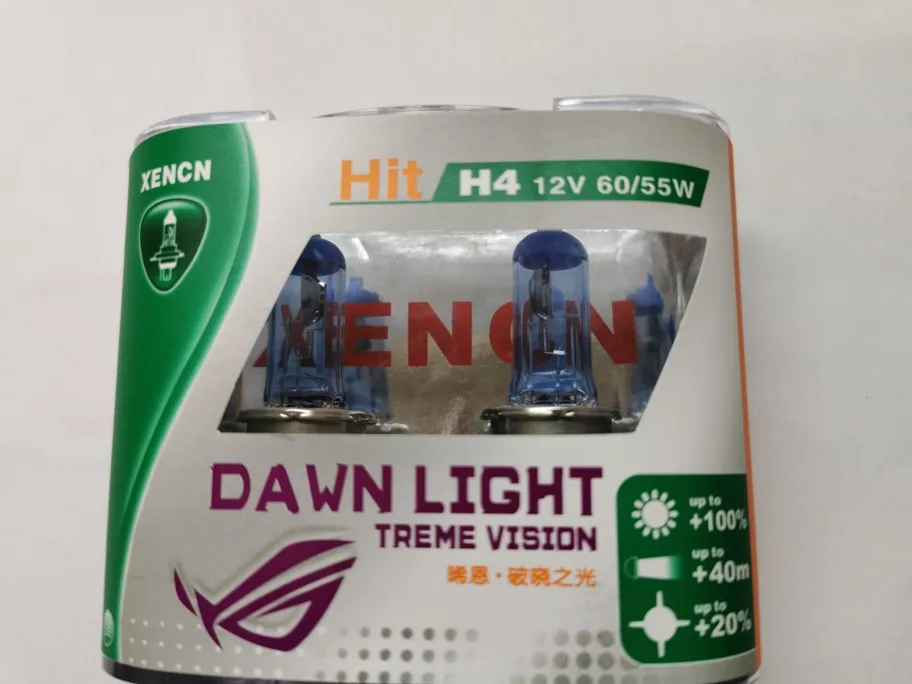 XENCN
Hit H4 12V 60/55W
XENCN
DAWN LIGHT
TREME VISION
晞恩·破晓之光
up to
+100%
up to
+40m
up to
+20%